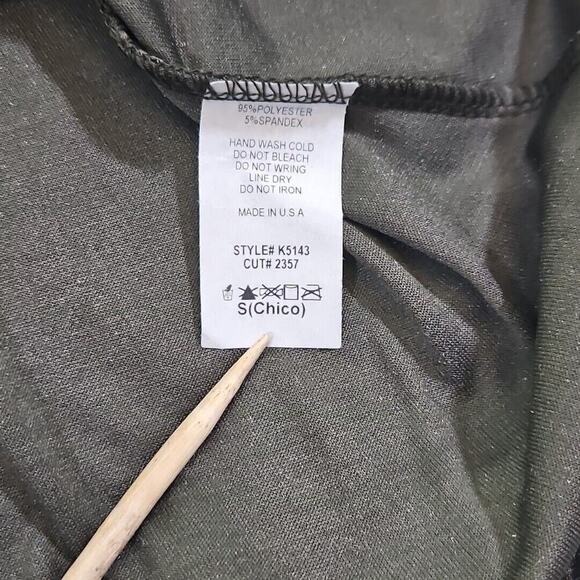 95%POLYESTER
5%SPANDEX
HAND WASH COLD
DO NOT BLEACH
DO NOT WRING
LINE DRY
DO NOT IRON
MADE IN U.S.A
STYLE# K5143
CUT# 2357
S(Chico)